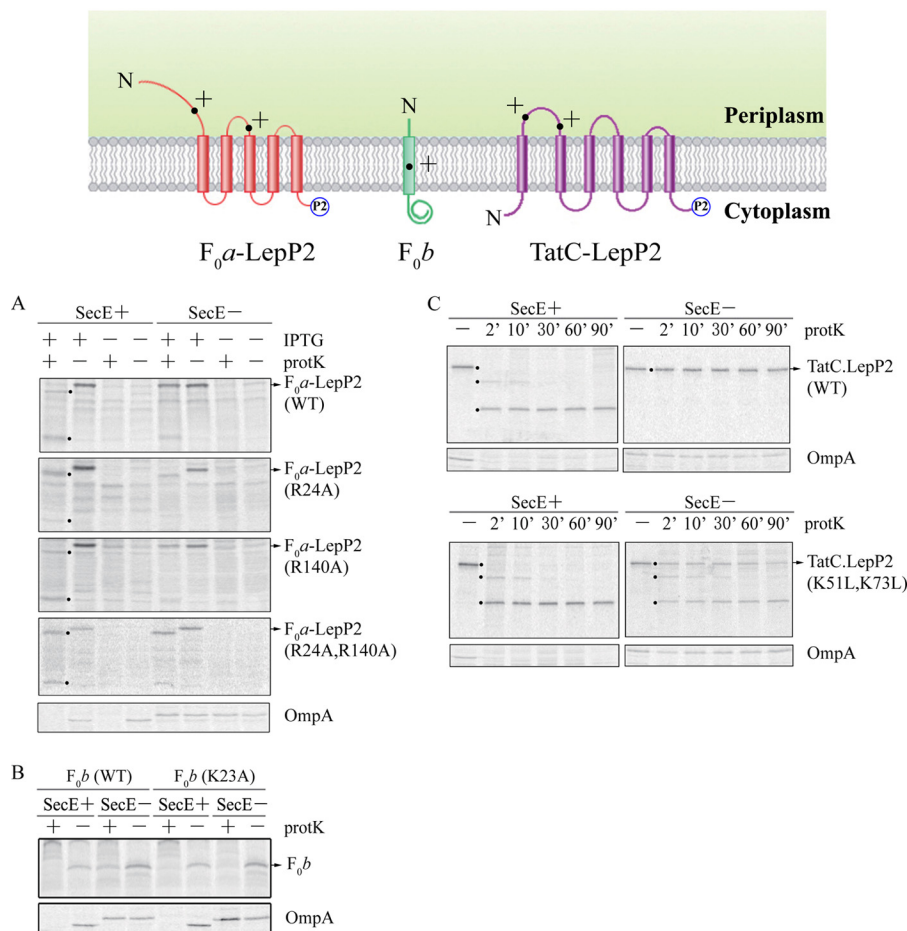 N
+
+
N
+
+
+
Periplasm
N
P2
P2
Cytoplasm
F₀a-LepP2
F₀b
TatC-LepP2
A
SecE+ SecE−
+ + − − + + − − IPTG
+ − + − + − + − protK
F₀a-LepP2
(WT)
F₀a-LepP2
(R24A)
F₀a-LepP2
(R140A)
F₀a-LepP2
(R24A,R140A)
OmpA
B
F₀b (WT) F₀b (K23A)
SecE+ SecE− SecE+ SecE−
+ − + − + − + − protK
F₀b
OmpA
C
SecE+ SecE−
− 2’ 10’ 30’ 60’ 90’ − 2’ 10’ 30’ 60’ 90’ protK
TatC.LepP2
(WT)
OmpA
SecE+ SecE−
− 2’ 10’ 30’ 60’ 90’ − 2’ 10’ 30’ 60’ 90’ protK
TatC.LepP2
(K51L,K73L)
OmpA